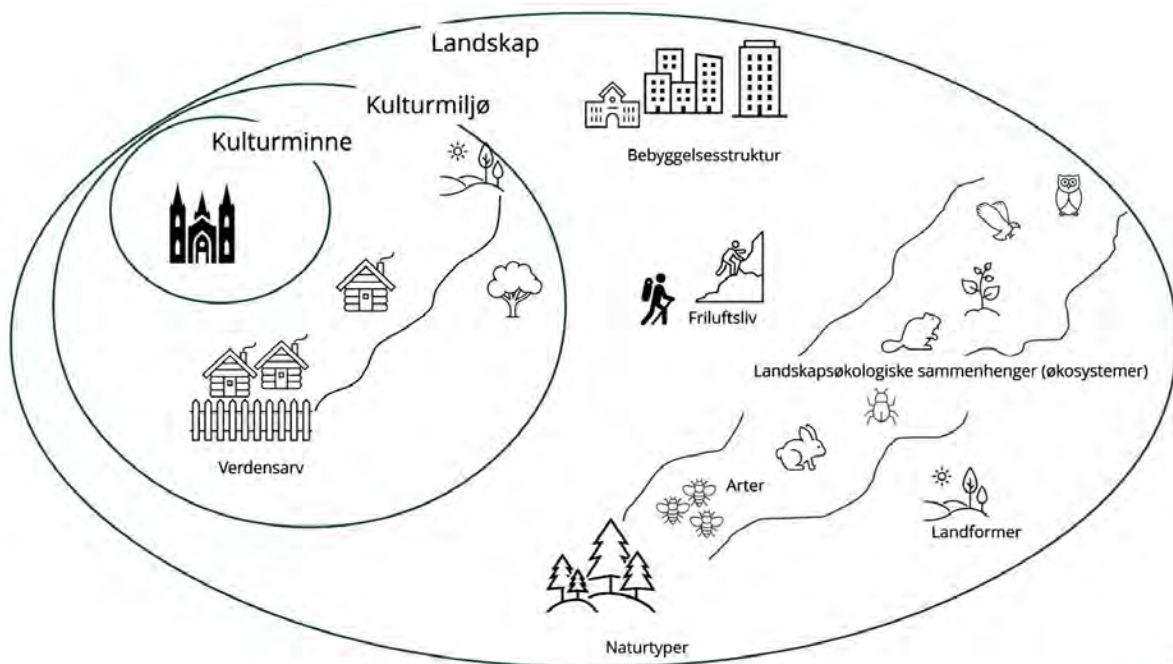 Landskap
Kulturmiljø
Kulturminne
Bebyggelsesstruktur
Friluftsliv
Landskapsøkologiske sammenhenger (økosystemer)
Verdensarv
Arter
Landformer
Naturtyper